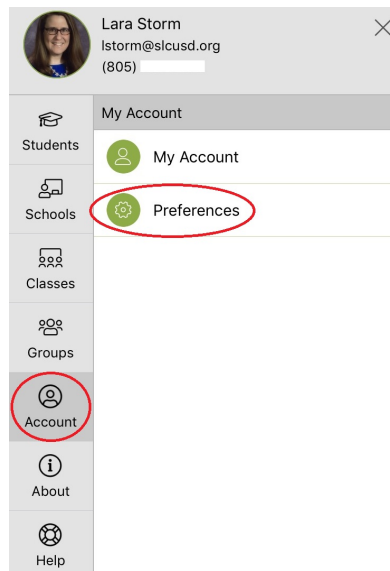 Lara Storm
lstorm@slcusd.org
(805)
My Account
Students
My Account
Schools
Preferences
Classes
Groups
Account
About
Help